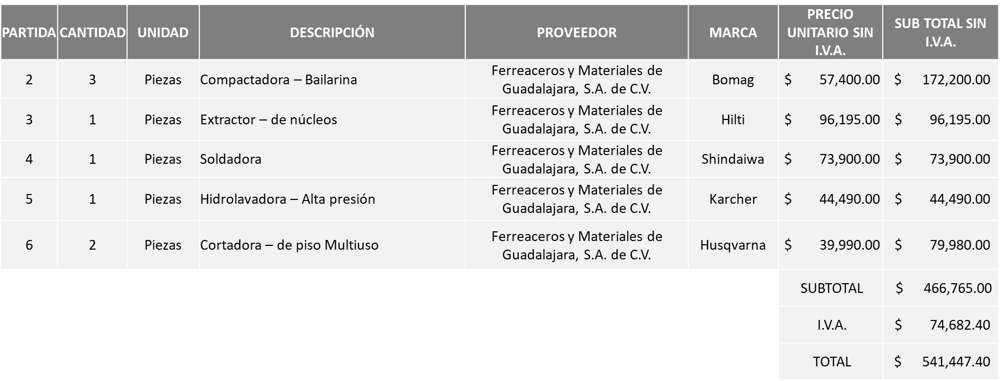 PARTIDA CANTIDAD UNIDAD DESCRIPCIÓN PROVEEDOR MARCA PRECIO UNITARIO SIN I.V.A. SUB TOTAL SIN I.V.A.
2 3 Piezas Compactadora – Bailarina Ferreaceros y Materiales de Guadalajara, S.A. de C.V. Bomag $ 57,400.00 $ 172,200.00
3 1 Piezas Extractor – de núcleos Ferreaceros y Materiales de Guadalajara, S.A. de C.V. Hilti $ 96,195.00 $ 96,195.00
4 1 Piezas Soldadora Ferreaceros y Materiales de Guadalajara, S.A. de C.V. Shindaiwa $ 73,900.00 $ 73,900.00
5 1 Piezas Hidrolavadora – Alta presión Ferreaceros y Materiales de Guadalajara, S.A. de C.V. Karcher $ 44,490.00 $ 44,490.00
6 2 Piezas Cortadora – de piso Multiuso Ferreaceros y Materiales de Guadalajara, S.A. de C.V. Husqvarna $ 39,990.00 $ 79,980.00
SUBTOTAL $ 466,765.00
I.V.A. $ 74,682.40
TOTAL $ 541,447.40